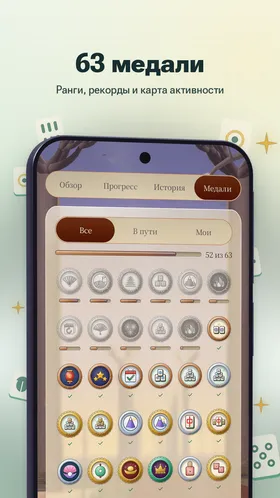 63 медали
Ранги, рекорды и карта активности
Обзор
Прогресс
История
Медали
Все
В пути
Мои
52 из 63